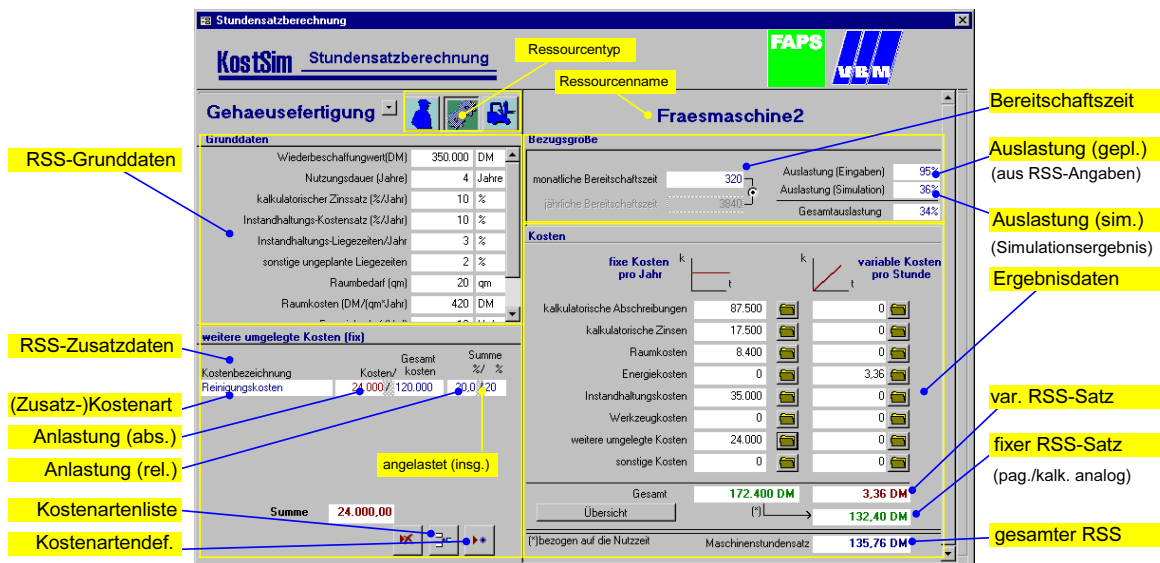 Stundensatzberechnung
KostSim Stundensatzberechnung
FAPS
VBM
Ressourcentyp
Ressourcenname
Gehaeusefertigung
Fraesmaschine2
Grunddaten
Wiederbeschaffungwert(DM) 350.000 DM
Nutzungsdauer (Jahre) 4 Jahre
kalkulatorischer Zinssatz (%/Jahr) 10 %
Instandhaltungs-Kostensatz (%/Jahr) 10 %
Instandhaltungs-Liegezeiten/Jahr 3 %
sonstige ungeplante Liegezeiten 2 %
Raumbedarf (qm) 20 qm
Raumkosten (DM/(qm*Jahr) 420 DM
weitere umgelegte Kosten (fix)
Kostenbezeichnung Kosten/ Gesamt kosten Summe %/ %
Reinigungskosten 24.000 / 120.000 20,0 / 20
angelastet (insg.)
Summe 24.000,00
Bezugsgröße
monatliche Bereitschaftszeit 320
jährliche Bereitschaftszeit 3840
Auslastung (Eingaben) 95%
Auslastung (Simulation) 36%
Gesamtauslastung 34%
Kosten
fixe Kosten pro Jahr
k
t
k
t
variable Kosten pro Stunde
kalkulatorische Abschreibungen 87.500 0
kalkulatorische Zinsen 17.500 0
Raumkosten 8.400 0
Energiekosten 0 3,36
Instandhaltungskosten 35.000 0
Werkzeugkosten 0 0
weitere umgelegte Kosten 24.000 0
sonstige Kosten 0 0
Gesamt 172.400 DM 3,36 DM
Übersicht (*) 132,40 DM
(*)bezogen auf die Nutzzeit Maschinenstundensatz 135,76 DM
RSS-Grunddaten
RSS-Zusatzdaten
(Zusatz-)Kostenart
Anlastung (abs.)
Anlastung (rel.)
Kostenartenliste
Kostenartendef.
Bereitschaftszeit
Auslastung (gepl.)
(aus RSS-Angaben)
Auslastung (sim.)
(Simulationsergebnis)
Ergebnisdaten
var. RSS-Satz
fixer RSS-Satz
(pag./kalk. analog)
gesamter RSS